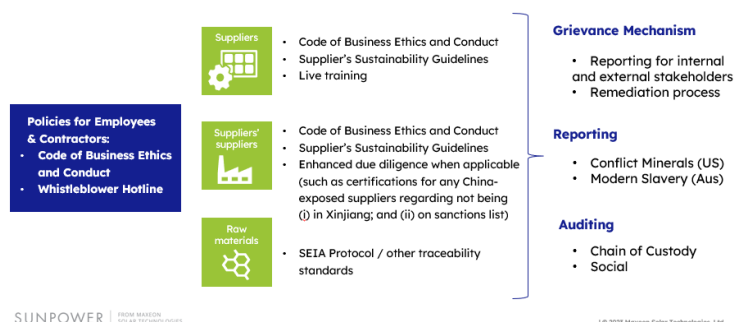 Policies for Employees
& Contractors:
• Code of Business Ethics
and Conduct
• Whistleblower Hotline
Suppliers
• Code of Business Ethics and Conduct
• Supplier's Sustainability Guidelines
• Live training
Suppliers'
suppliers
• Code of Business Ethics and Conduct
• Supplier's Sustainability Guidelines
• Enhanced due diligence when applicable
(such as certifications for any China-
exposed suppliers regarding not being
(i) in Xinjiang; and (ii) on sanctions list)
Raw
materials
• SEIA Protocol / other traceability
standards
Grievance Mechanism
• Reporting for internal
and external stakeholders
• Remediation process
Reporting
• Conflict Minerals (US)
• Modern Slavery (Aus)
Auditing
• Chain of Custody
• Social
SUNPOWER
FROM MAXEON
SOLAR TECHNOLOGIES
Maxeon Solar Technologies, Ltd.